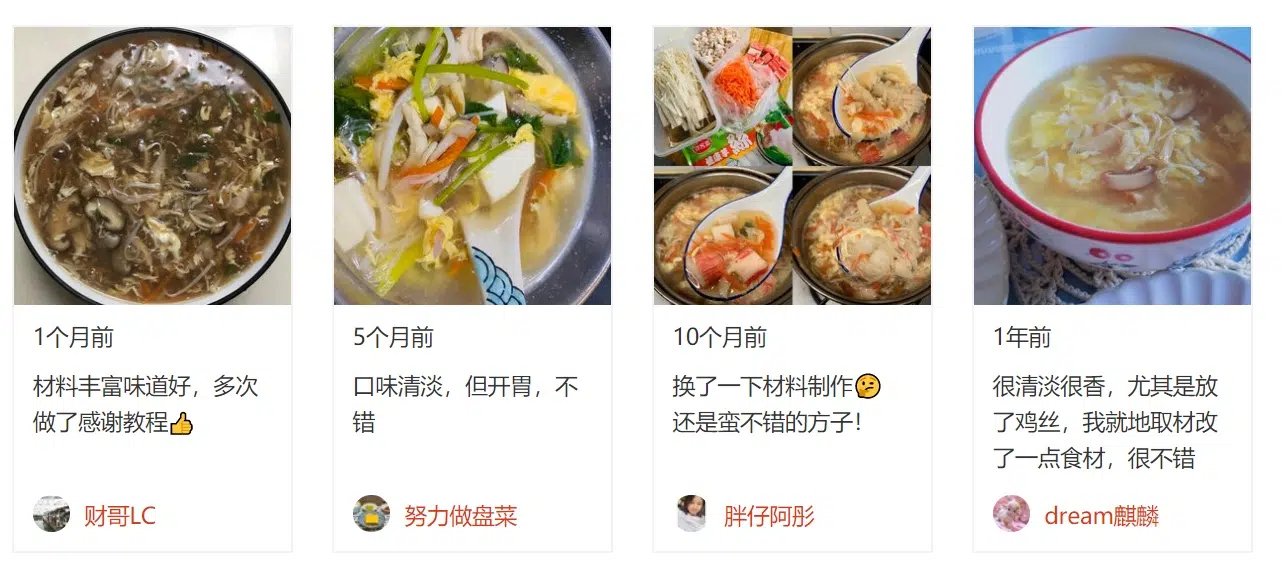 1个月前
材料丰富味道好，多次
做了感谢教程👍
财哥LC
5个月前
口味清淡，但开胃，不
错
努力做盘菜
10个月前
换了一下材料制作🤔
还是蛮不错的方子！
胖仔阿彤
1年前
很清淡很香，尤其是放
了鸡丝，我就地取材改
了一点食材，很不错
dream麒麟